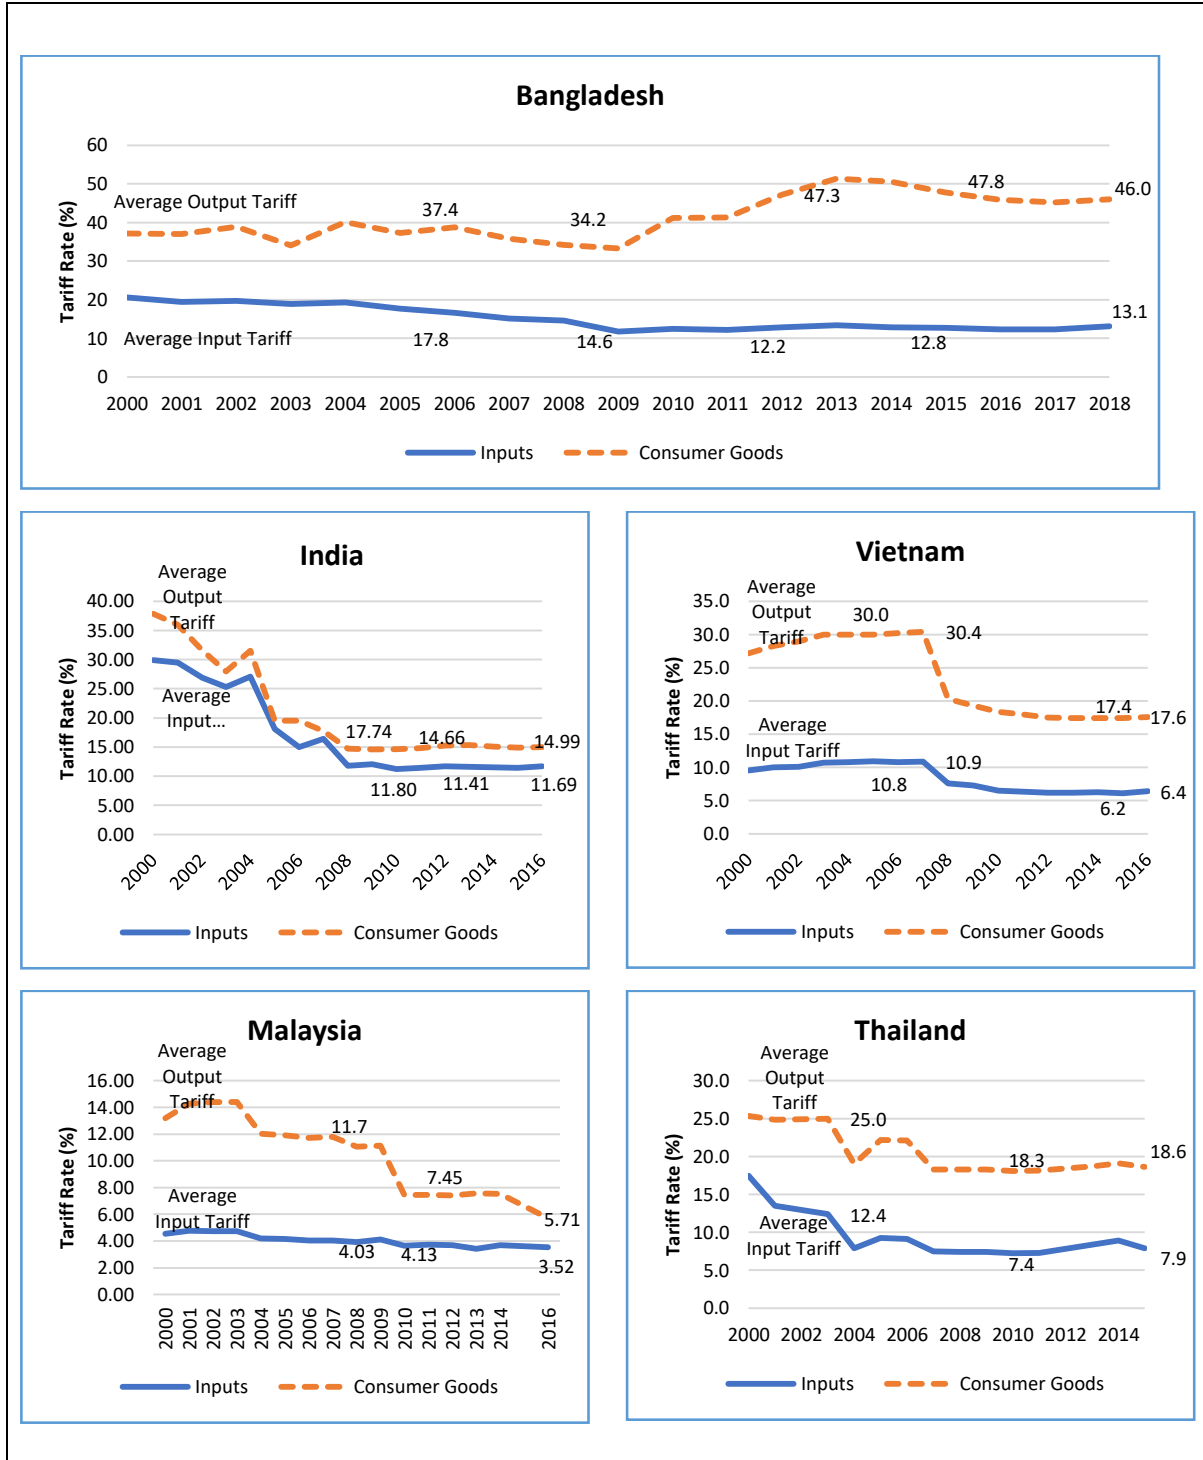 Bangladesh
Tariff Rate (%)
60
50
40
30
20
10
0
Average Output Tariff
37.4
34.2
47.3
47.8
46.0
Average Input Tariff
17.8
14.6
12.2
12.8
13.1
2000 2001 2002 2003 2004 2005 2006 2007 2008 2009 2010 2011 2012 2013 2014 2015 2016 2017 2018
Inputs Consumer Goods
India
Tariff Rate (%)
40.00
35.00
30.00
25.00
20.00
15.00
10.00
5.00
0.00
Average
Output
Tariff
Average
Input...
17.74 14.66 14.99
11.80 11.41 11.69
2000 2002 2004 2006 2008 2010 2012 2014 2016
Inputs Consumer Goods
Vietnam
Tariff Rate (%)
35.0
30.0
25.0
20.0
15.0
10.0
5.0
0.0
Average
Output
Tariff
30.0
30.4
17.4
17.6
Average
Input Tariff
10.8
10.9
6.2
6.4
2000 2002 2004 2006 2008 2010 2012 2014 2016
Inputs Consumer Goods
Malaysia
Tariff Rate (%)
16.00
14.00
12.00
10.00
8.00
6.00
4.00
2.00
0.00
Average
Output
Tariff
11.7
7.45
5.71
Average
Input Tariff
4.03
4.13
3.52
2000 2001 2002 2003 2004 2005 2006 2007 2008 2009 2010 2011 2012 2013 2014 2016
Inputs Consumer Goods
Thailand
Tariff Rate (%)
30.0
25.0
20.0
15.0
10.0
5.0
0.0
Average
Output
Tariff
25.0
18.3
18.6
Average
Input Tariff
12.4
7.4
7.9
2000 2002 2004 2006 2008 2010 2012 2014
Inputs Consumer Goods